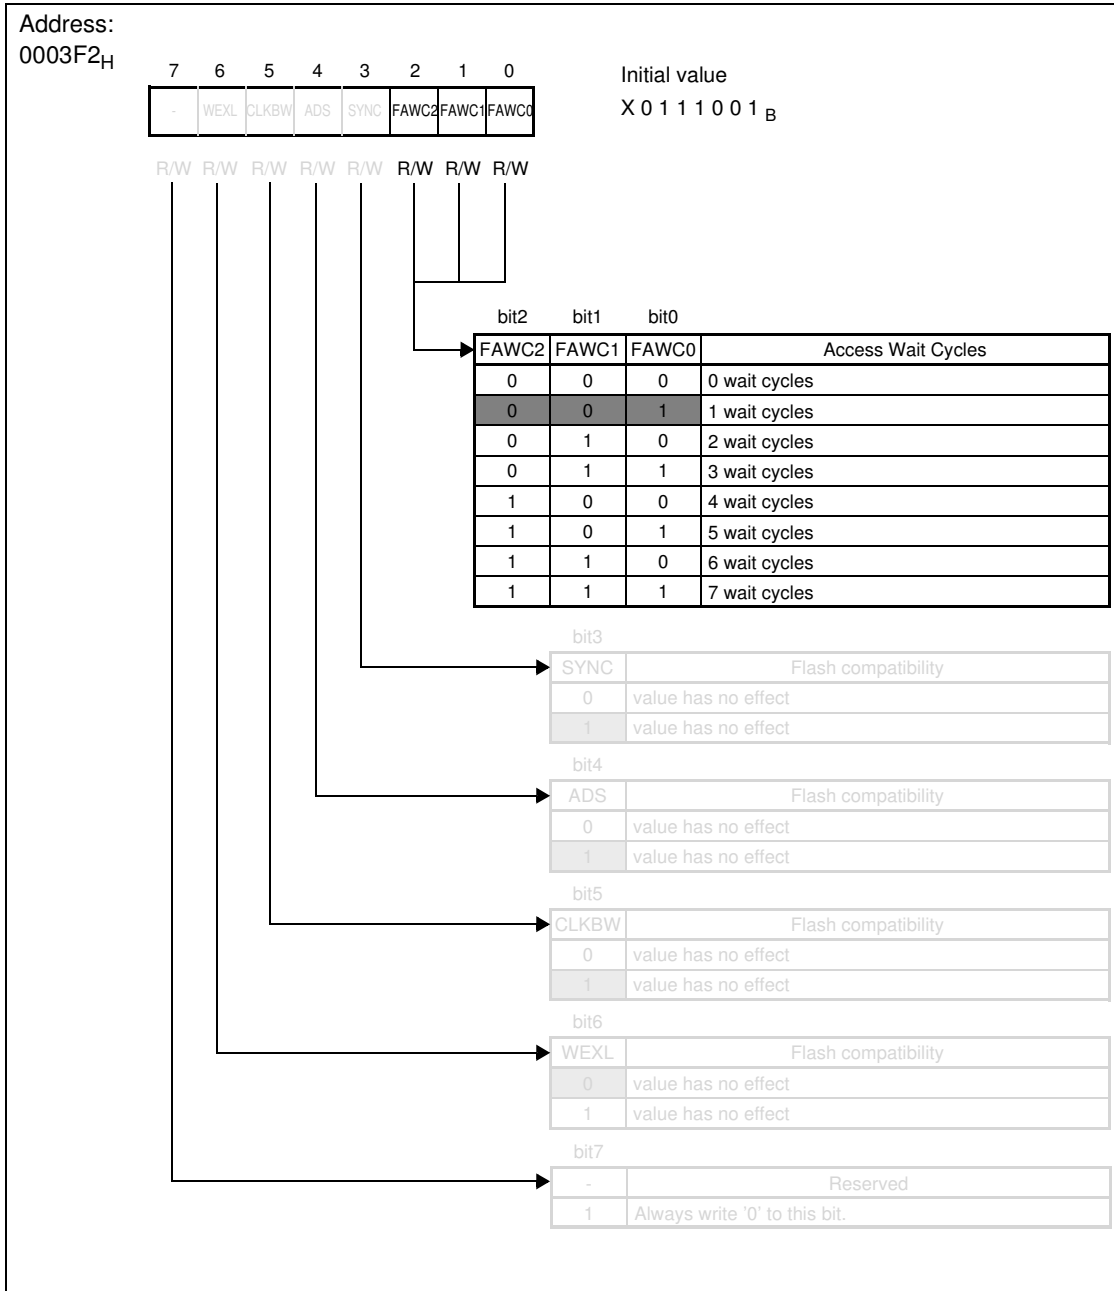 Address:
0003F2H
7 6 5 4 3 2 1 0
Initial value
- WEXL CLKBW ADS SYNC FAWC2 FAWC1 FAWC0
X 0 1 1 1 0 0 1 B
R/W R/W R/W R/W R/W R/W R/W R/W
bit2 bit1 bit0
FAWC2 FAWC1 FAWC0 Access Wait Cycles
0 0 0 0 wait cycles
0 0 1 1 wait cycles
0 1 0 2 wait cycles
0 1 1 3 wait cycles
1 0 0 4 wait cycles
1 0 1 5 wait cycles
1 1 0 6 wait cycles
1 1 1 7 wait cycles
bit3
SYNC Flash compatibility
0 value has no effect
1 value has no effect
bit4
ADS Flash compatibility
0 value has no effect
1 value has no effect
bit5
CLKBW Flash compatibility
0 value has no effect
1 value has no effect
bit6
WEXL Flash compatibility
0 value has no effect
1 value has no effect
bit7
- Reserved
1 Always write '0' to this bit.